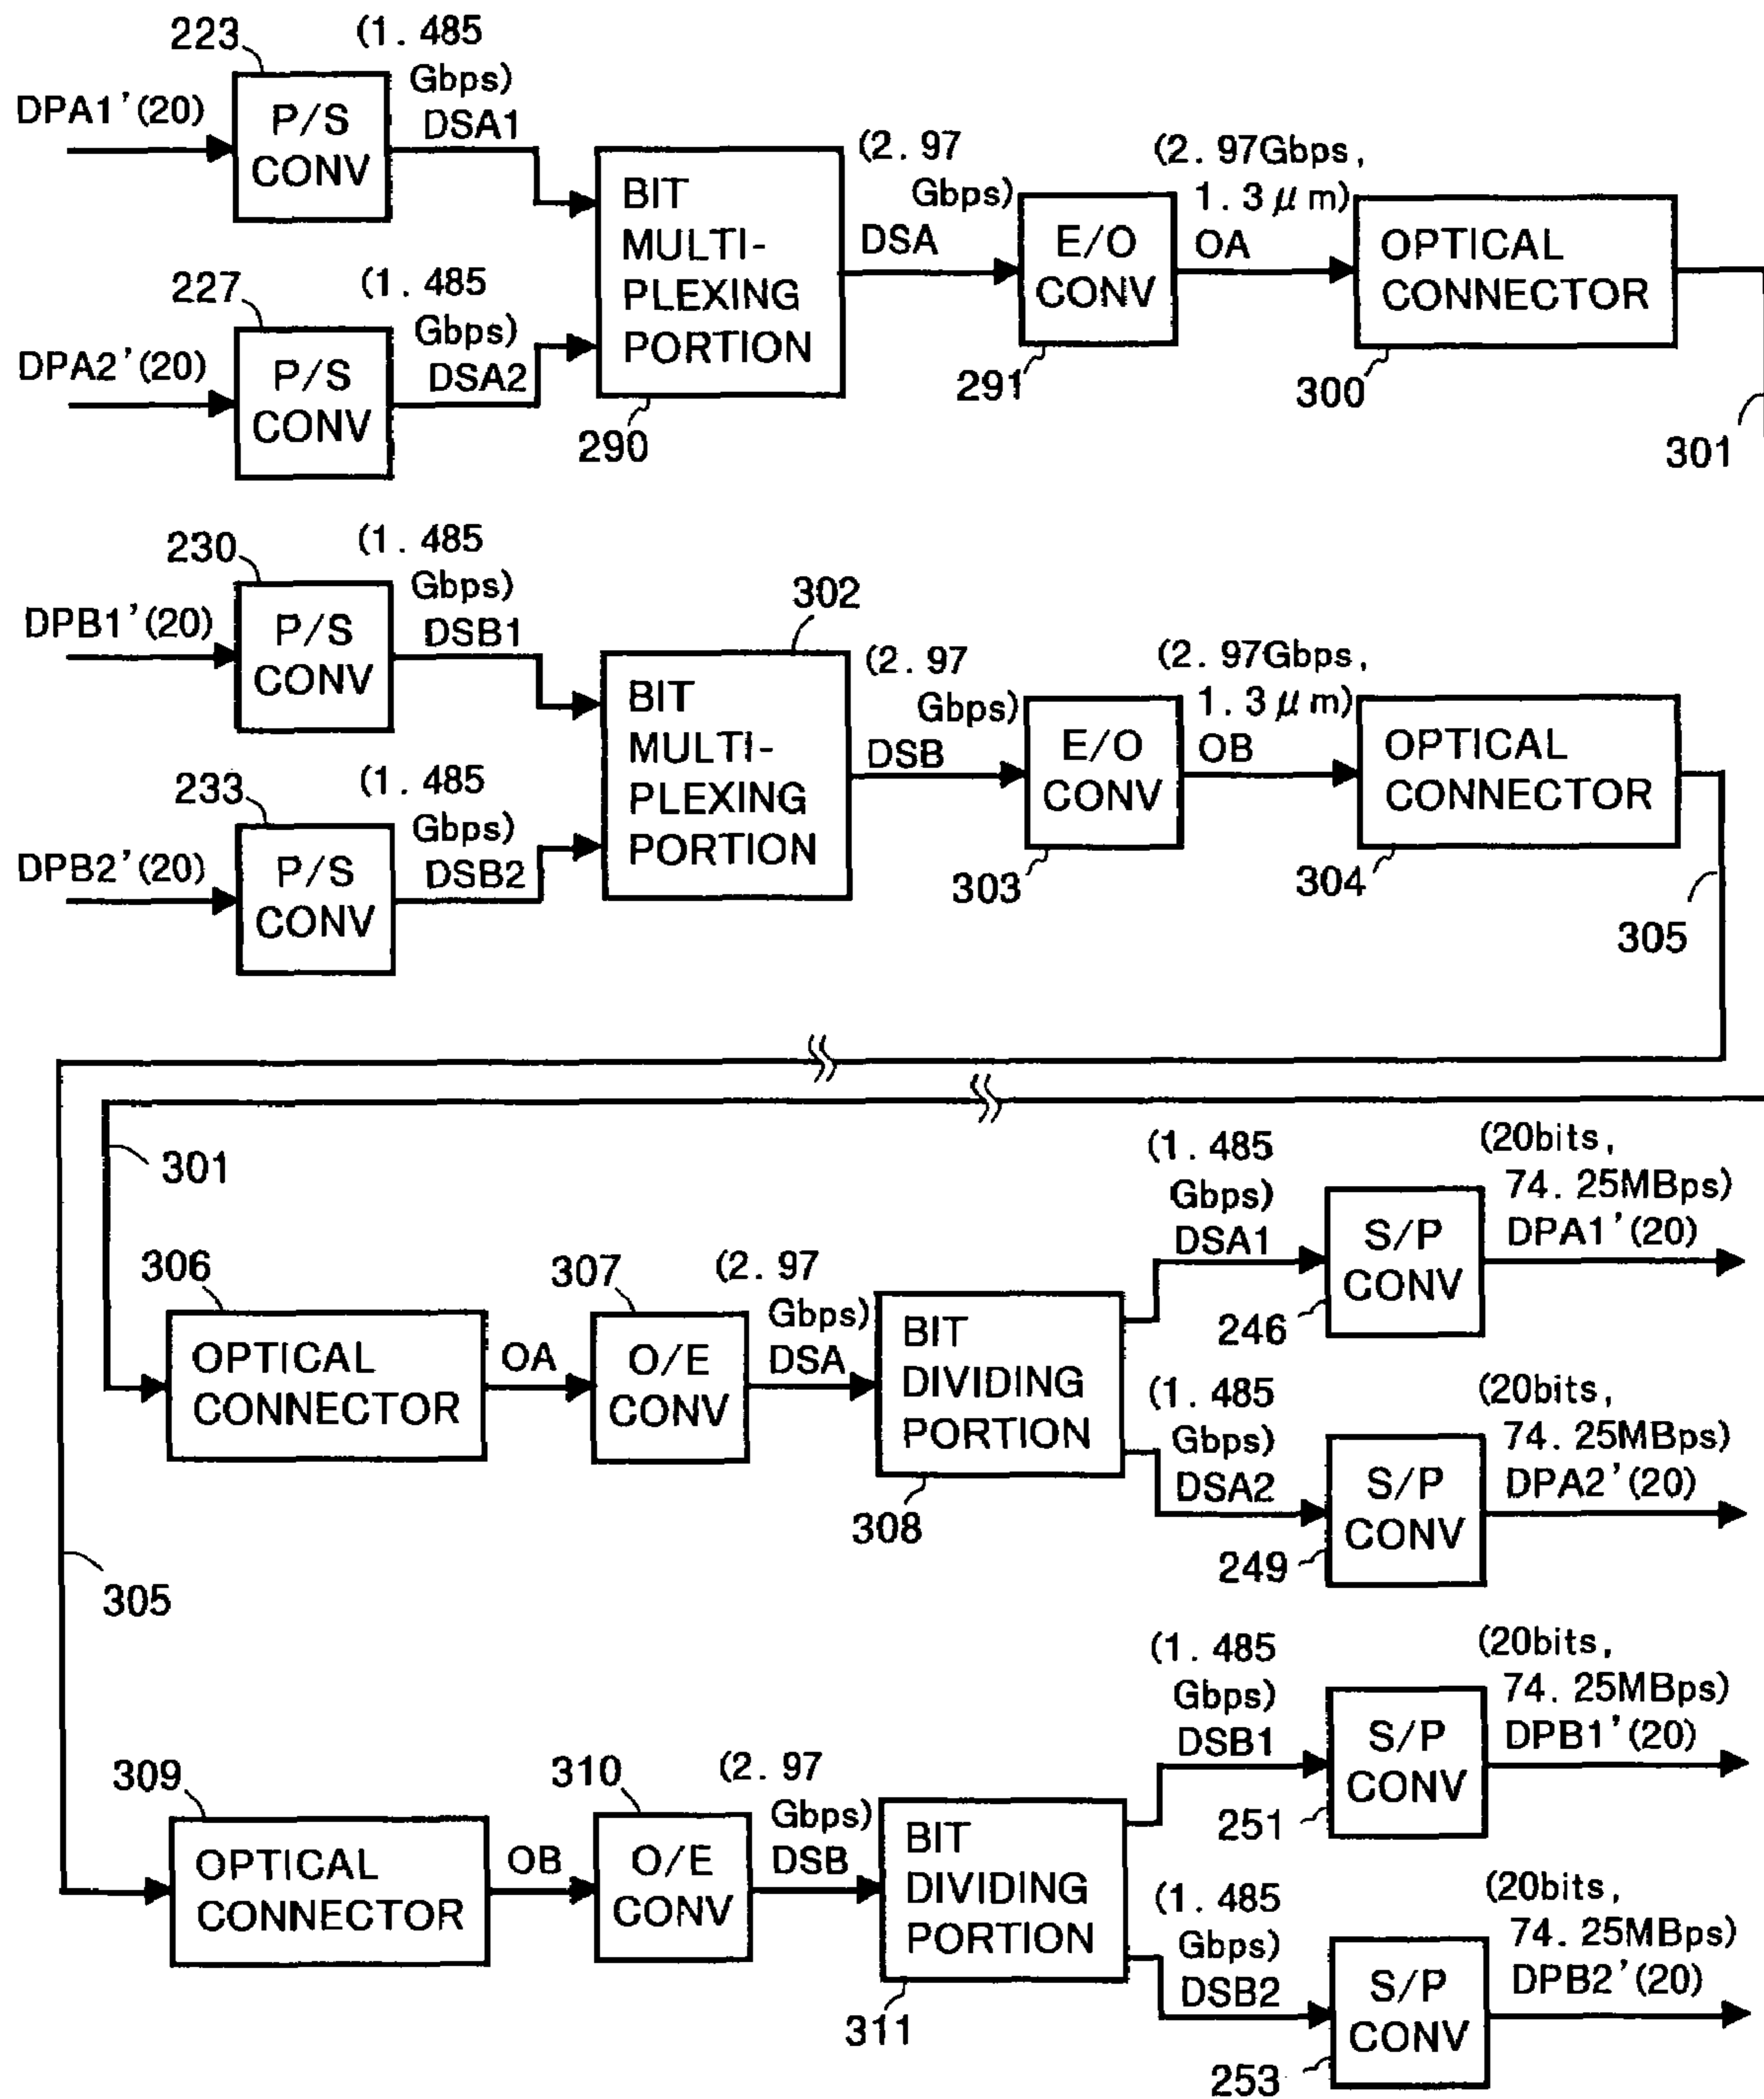 223
(1. 485
Gbps)
DPA1'(20)
P/S
CONV
DSA1
227
(1. 485
Gbps)
DPA2'(20)
P/S
CONV
DSA2
BIT
MULTI-
PLEXING
PORTION
290
(2. 97
Gbps)
DSA
E/O
CONV
291
(2. 97Gbps,
1. 3 μm)
OA
OPTICAL
CONNECTOR
300
301
230
(1. 485
Gbps)
DPB1'(20)
P/S
CONV
DSB1
233
(1. 485
Gbps)
DPB2'(20)
P/S
CONV
DSB2
302
BIT
MULTI-
PLEXING
PORTION
(2. 97
Gbps)
DSB
E/O
CONV
303
(2. 97Gbps,
1. 3 μm)
OB
OPTICAL
CONNECTOR
304
305
301
306
OPTICAL
CONNECTOR
OA
307
O/E
CONV
(2. 97
Gbps)
DSA
BIT
DIVIDING
PORTION
308
(1. 485
Gbps)
DSA1
S/P
CONV
246
(20bits,
74. 25MBps)
DPA1'(20)
(1. 485
Gbps)
DSA2
S/P
CONV
249
(20bits,
74. 25MBps)
DPA2'(20)
305
309
OPTICAL
CONNECTOR
OB
310
O/E
CONV
(2. 97
Gbps)
DSB
BIT
DIVIDING
PORTION
311
(1. 485
Gbps)
DSB1
S/P
CONV
251
(20bits,
74. 25MBps)
DPB1'(20)
(1. 485
Gbps)
DSB2
S/P
CONV
253
(20bits,
74. 25MBps)
DPB2'(20)